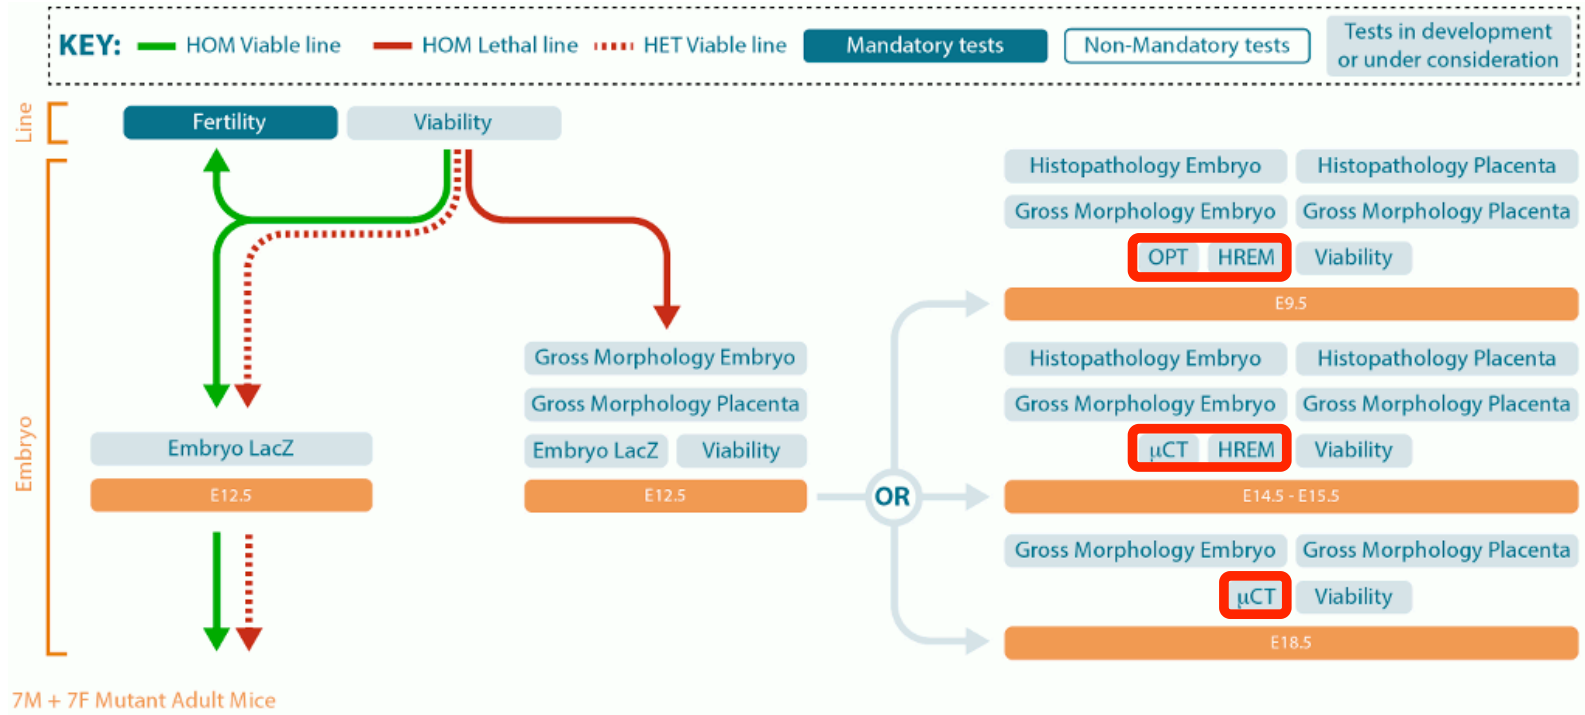 KEY: HOM Viable line HOM Lethal line HET Viable line Mandatory tests Non-Mandatory tests Tests in development
or under consideration
Line
Fertility Viability
Embryo
Embryo LacZ
E12.5
Gross Morphology Embryo
Gross Morphology Placenta
Embryo LacZ Viability
E12.5
OR
Histopathology Embryo Histopathology Placenta
Gross Morphology Embryo Gross Morphology Placenta
OPT HREM Viability
E9.5
Histopathology Embryo Histopathology Placenta
Gross Morphology Embryo Gross Morphology Placenta
μCT HREM Viability
E14.5 - E15.5
Gross Morphology Embryo Gross Morphology Placenta
μCT Viability
E18.5
7M + 7F Mutant Adult Mice